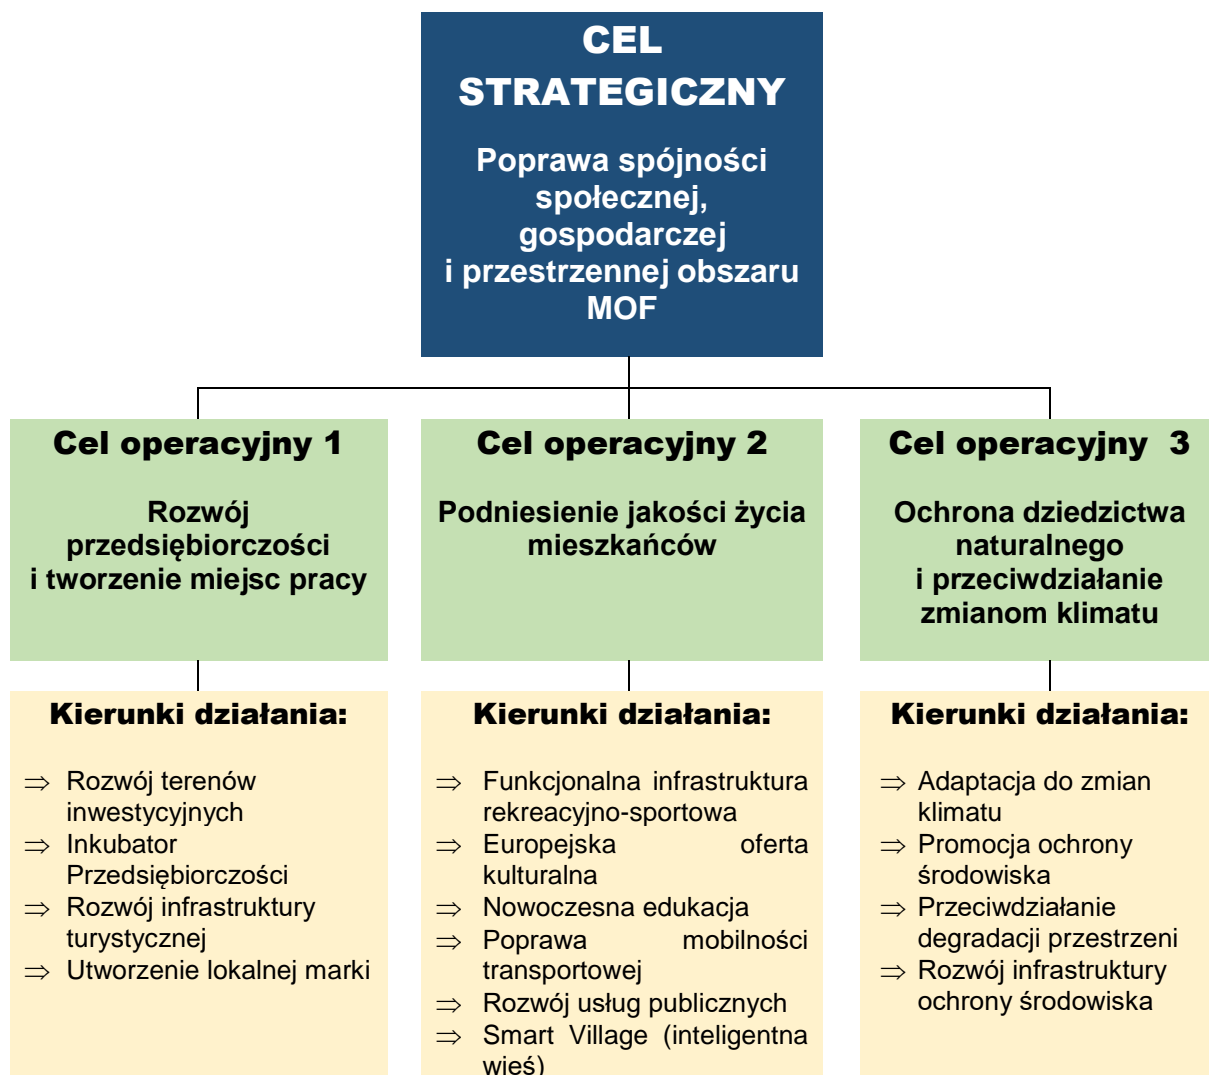 CEL
STRATEGICZNY
Poprawa spójności
społecznej,
gospodarczej
i przestrzennej obszaru
MOF
Cel operacyjny 1
Rozwój
przedsiębiorczości
i tworzenie miejsc pracy
Cel operacyjny 2
Podniesienie jakości życia
mieszkańców
Cel operacyjny 3
Ochrona dziedzictwa
naturalnego
i przeciwdziałanie
zmianom klimatu
Kierunki działania:
⇒ Rozwój terenów
inwestycyjnych
⇒ Inkubator
Przedsiębiorczości
⇒ Rozwój infrastruktury
turystycznej
⇒ Utworzenie lokalnej marki
Kierunki działania:
⇒ Funkcjonalna infrastruktura
rekreacyjno-sportowa
⇒ Europejska oferta
kulturalna
⇒ Nowoczesna edukacja
⇒ Poprawa mobilności
transportowej
⇒ Rozwój usług publicznych
⇒ Smart Village (inteligentna
wieś)
Kierunki działania:
⇒ Adaptacja do zmian
klimatu
⇒ Promocja ochrony
środowiska
⇒ Przeciwdziałanie
degradacji przestrzeni
⇒ Rozwój infrastruktury
ochrony środowiska